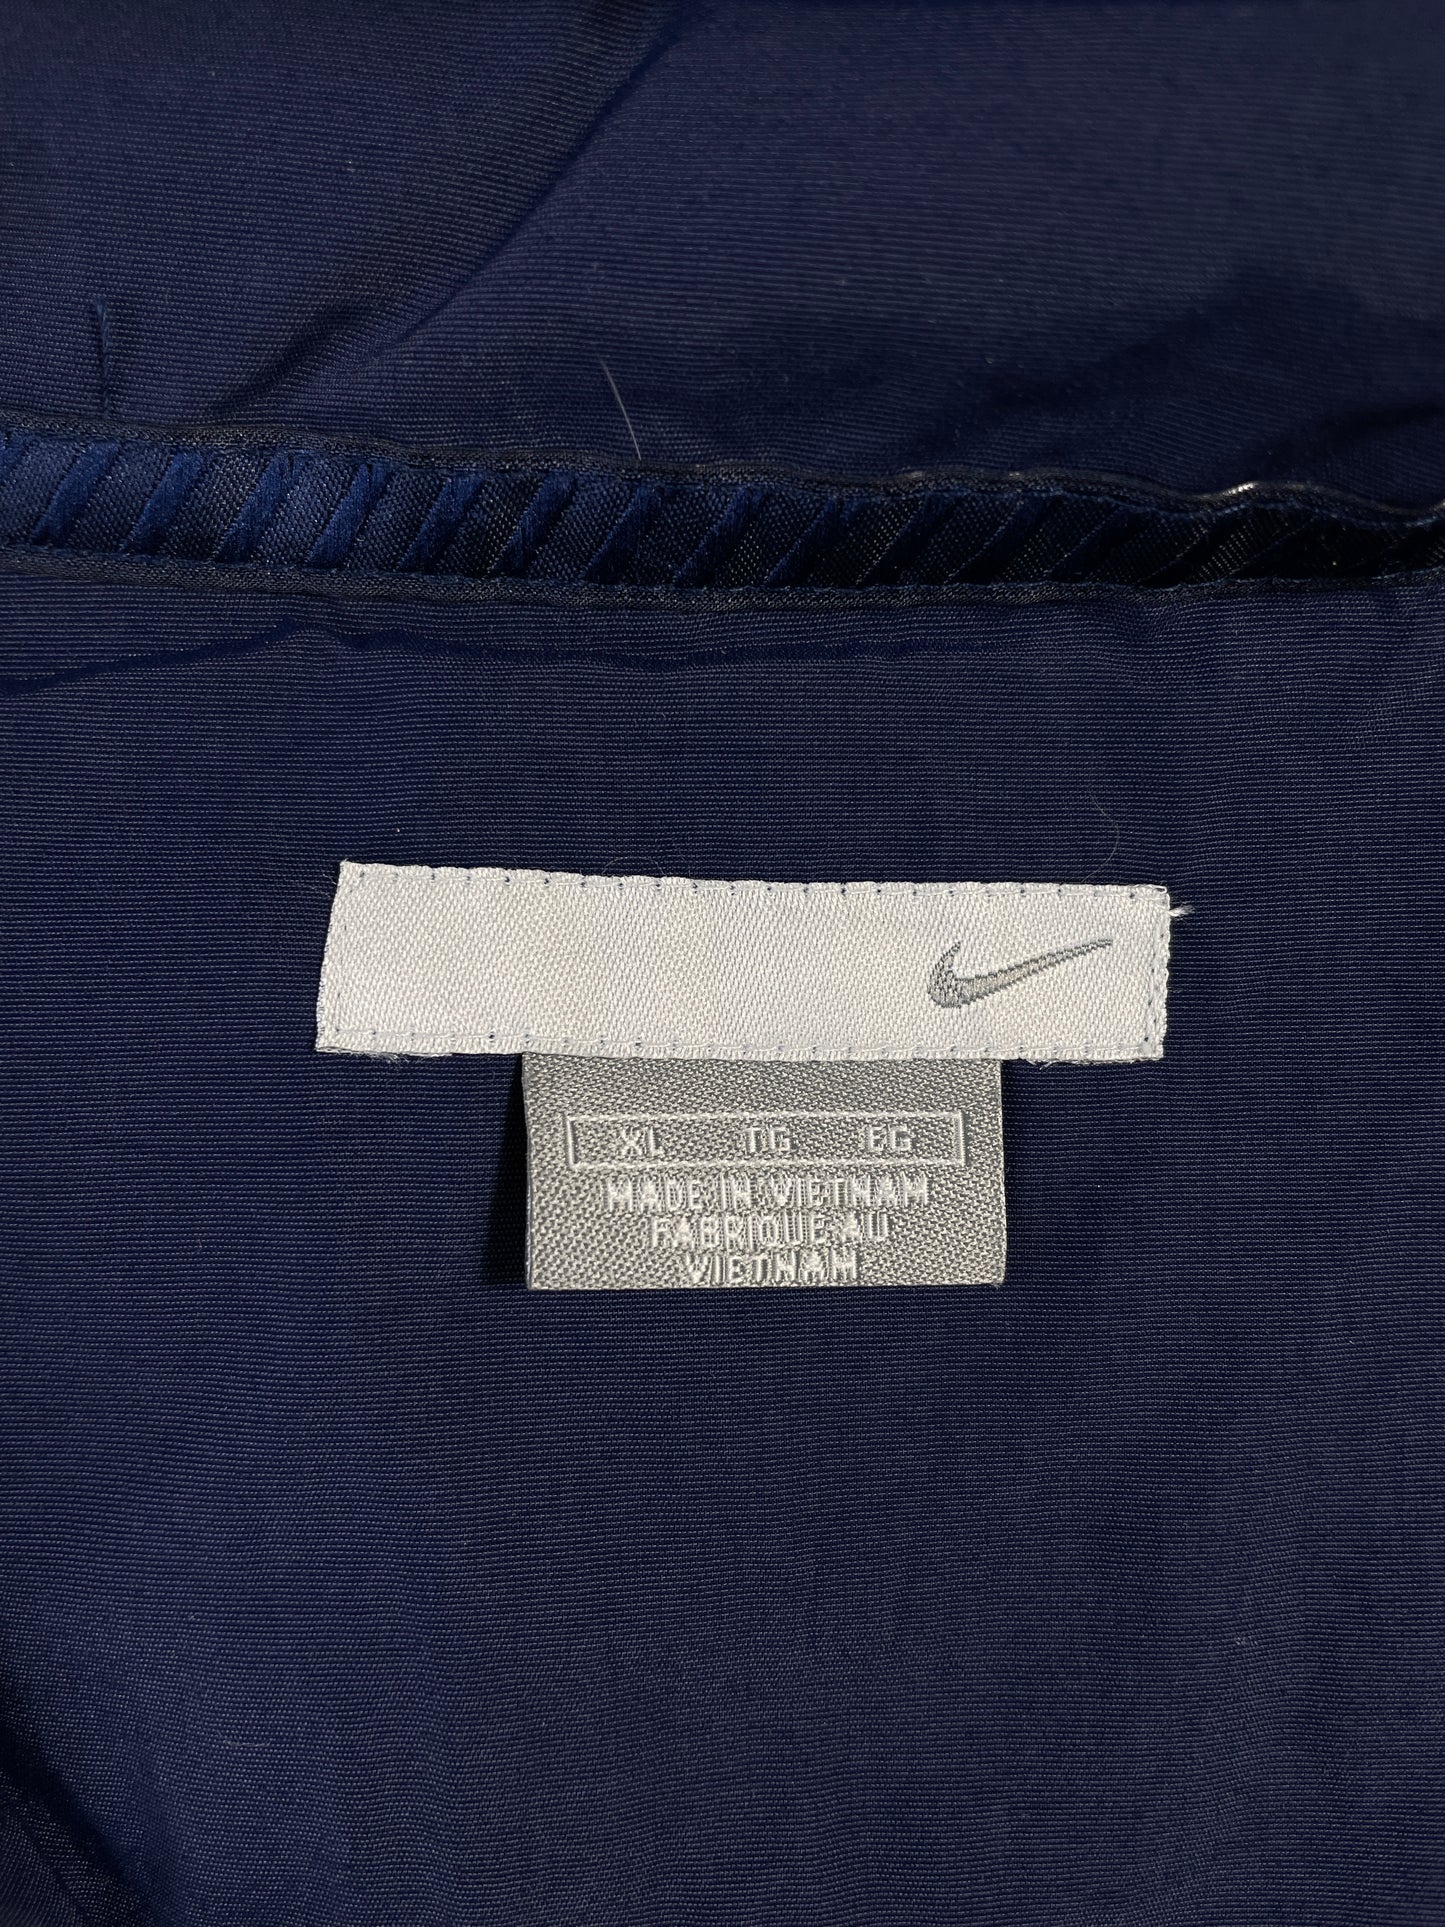 XL TG EG
MADE IN VIETNAM
FABRIQUE AU
VIETNAM